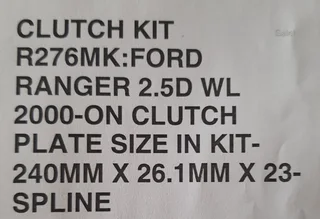 CLUTCH KIT
R276MK:FORD
RANGER 2.5D WL
2000-ON CLUTCH
PLATE SIZE IN KIT-
240MM X 26.1MM X 23-
SPLINE